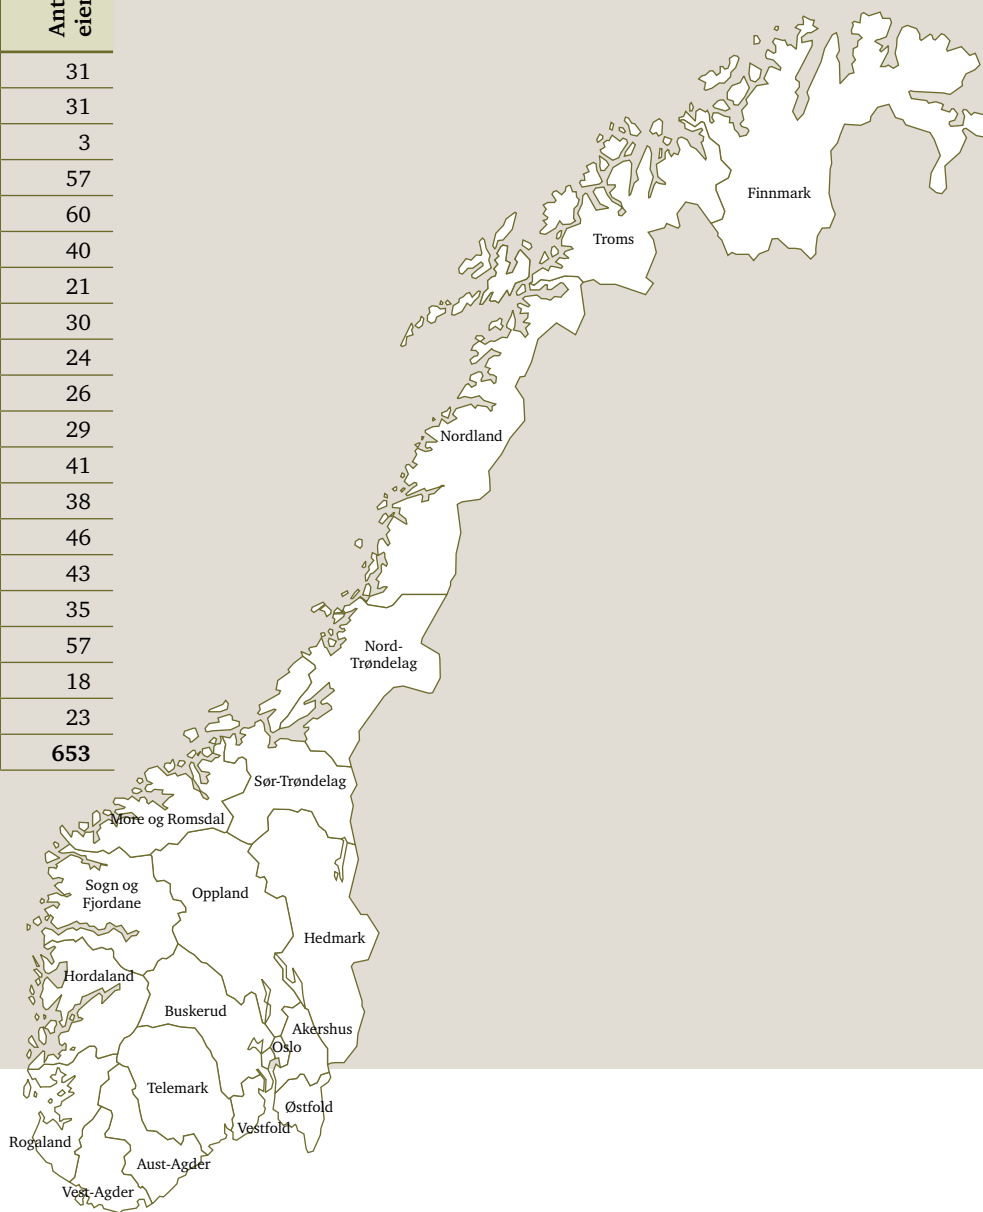 Ant
eier
31
31
3
57
60
40
21
30
24
26
29
41
38
46
43
35
57
18
23
653
Finnmark
Troms
Nordland
Nord-
Trøndelag
Sør-Trøndelag
More og Romsdal
Sogn og
Fjordane
Oppland
Hedmark
Hordaland
Buskerud
Akershus
Oslo
Telemark
Østfold
Vestfold
Rogaland
Aust-Agder
Vest-Agder